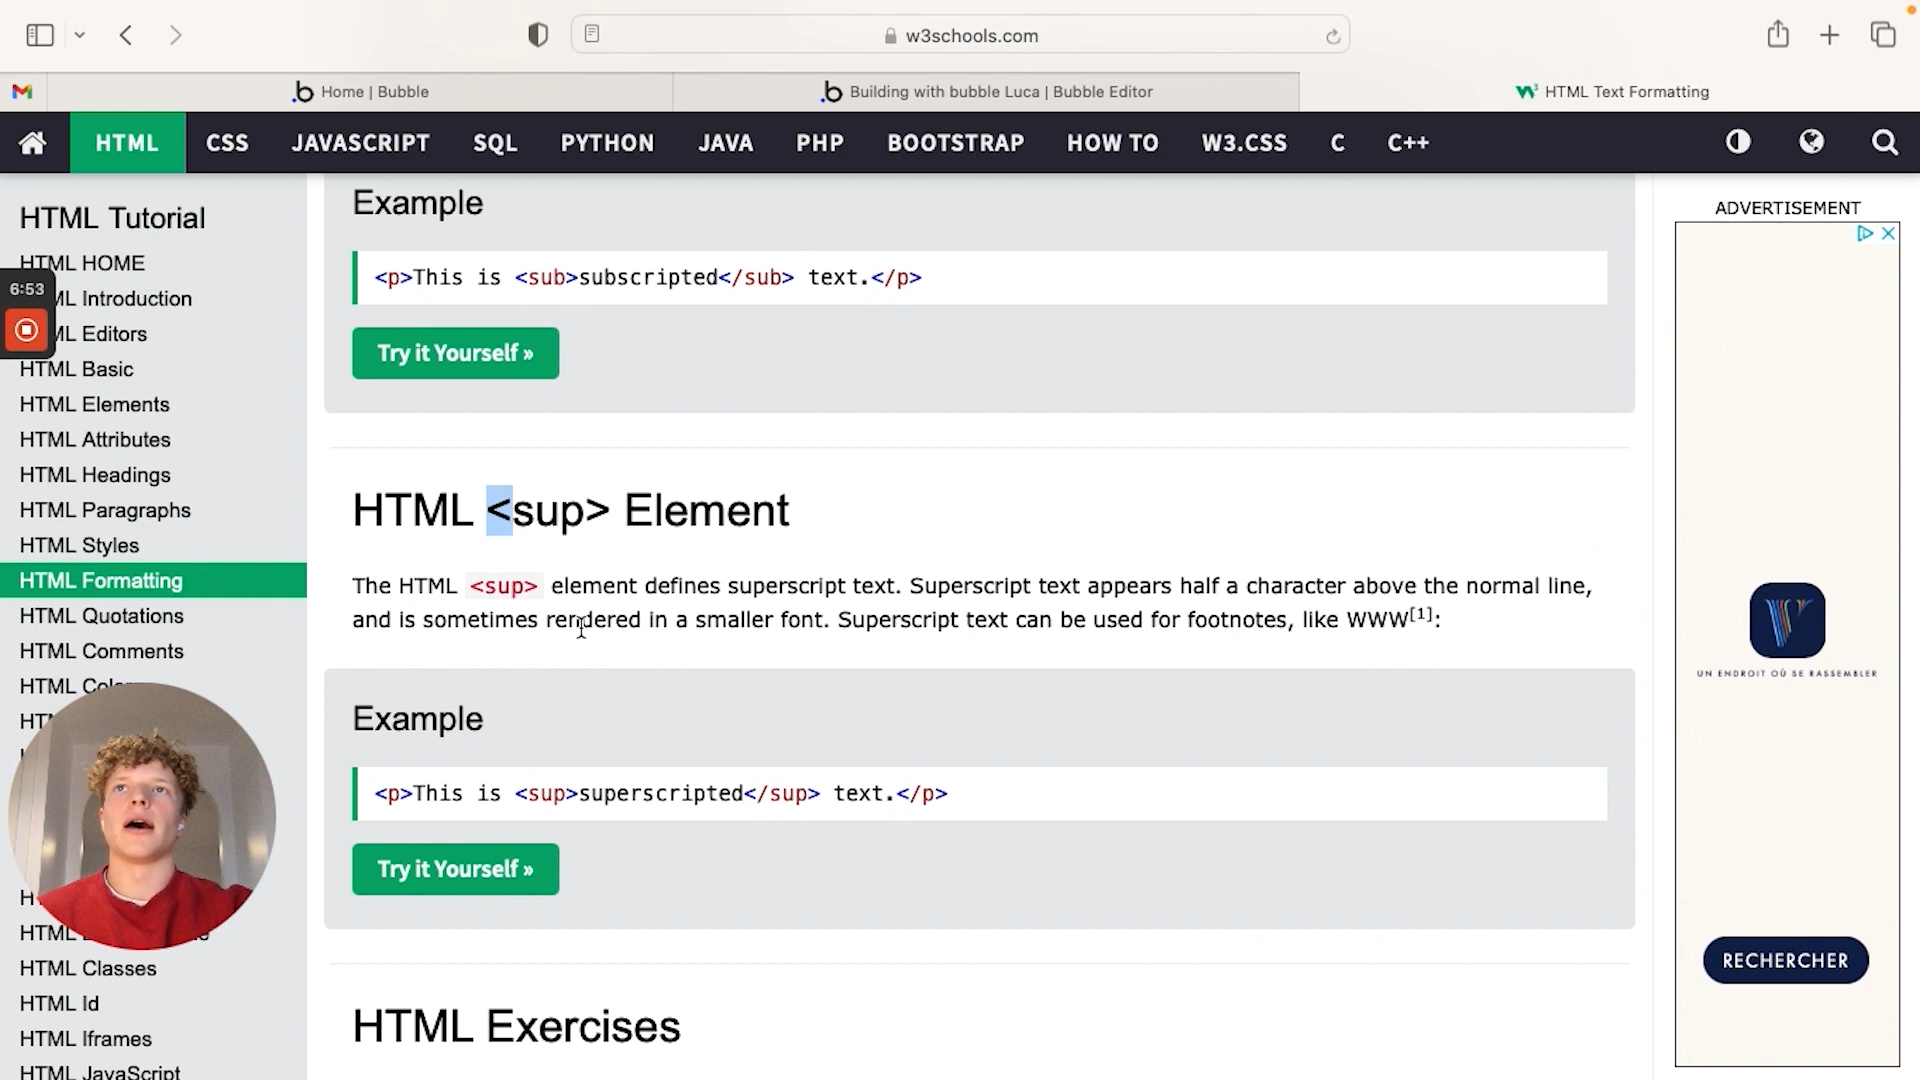 w3schools.com
Home | Bubble
Building with bubble Luca | Bubble Editor
HTML Text Formatting
HTML CSS JAVASCRIPT SQL PYTHON JAVA PHP BOOTSTRAP HOW TO W3.CSS C C++
HTML Tutorial
HTML HOME
6:53
ML Introduction
ML Editors
HTML Basic
HTML Elements
HTML Attributes
HTML Headings
HTML Paragraphs
HTML Styles
HTML Formatting
HTML Quotations
HTML Comments
HTML
HTML
HTML Classes
HTML Id
HTML Iframes
HTML JavaScript
Example
<p>This is <sub>subscripted</sub> text.</p>
Try it Yourself »
HTML <sup> Element
The HTML <sup> element defines superscript text. Superscript text appears half a character above the normal line,
and is sometimes rendered in a smaller font. Superscript text can be used for footnotes, like WWW[1]:
Example
<p>This is <sup>superscripted</sup> text.</p>
Try it Yourself »
HTML Exercises
ADVERTISEMENT
UN ENDROIT OÙ SE RASSEMBLER
RECHERCHER